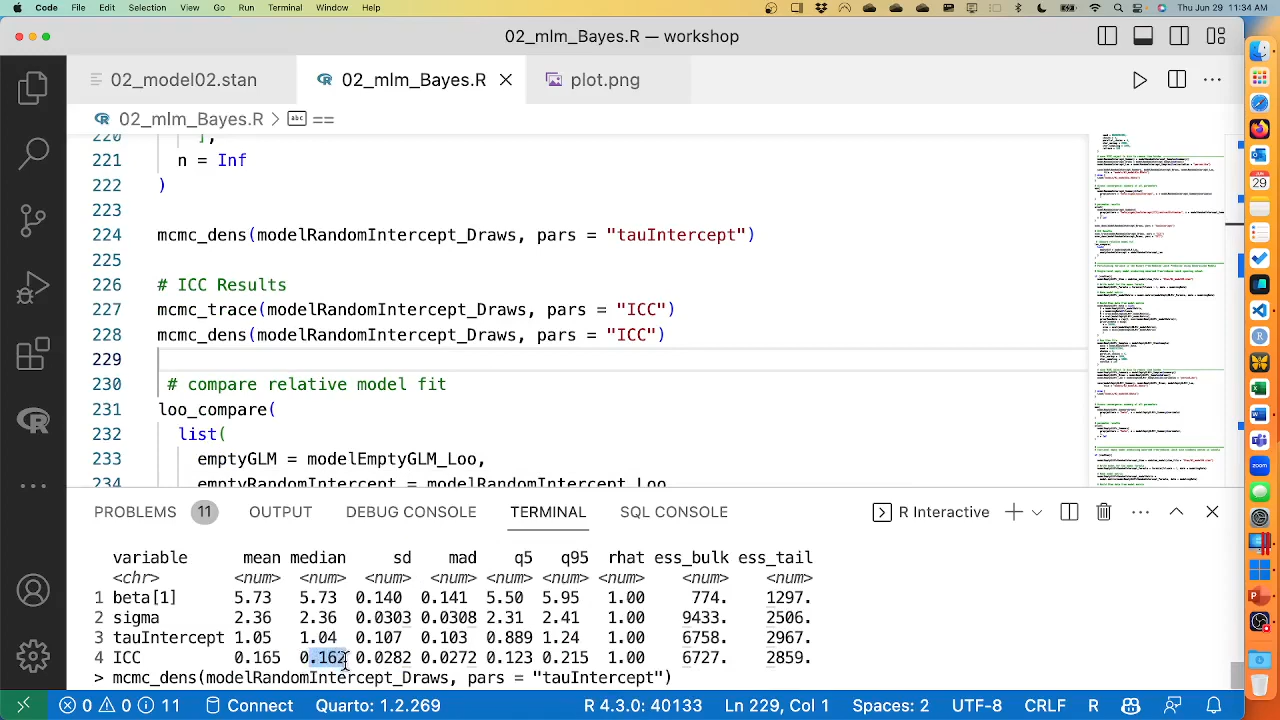 Code File Edit Selection View Go Run Terminal Window Help Thu Jun 29 11:34 AM
02_mlm_Bayes.R — workshop
02_model02.stan 02_mlm_Bayes.R plot.png
02_mlm_Bayes.R > abc ==
220 ],
221 n = Inf
222 )
223
224 mcmc_dens(modelRandomIntercept_Draws, pars = "tauIntercept")
225
226 # ICC Results
227 mcmc_trace(modelRandomIntercept_Draws, pars = "ICC")
228 mcmc_dens(modelRandomIntercept_Draws, pars = "ICC")
229
230 # compare relative model fit
231 loo_compare(
232 list(
233 emptyGLM = modelEmptyGLM_Loo,
234 emptyRandomIntercept = modelRandomIntercept_Loo
PROBLEMS 11 OUTPUT DEBUG CONSOLE TERMINAL SQL CONSOLE R Interactive
variable mean median sd mad q5 q95 rhat ess_bulk ess_tail
<chr> <num> <num> <num> <num> <num> <num> <num> <num> <num>
1 beta[1] 5.73 5.73 0.140 0.141 5.50 5.95 1.00 774. 1297.
2 sigma 2.36 2.36 0.0303 0.0308 2.31 2.41 1.00 9433. 2506.
3 tauIntercept 1.05 1.04 0.107 0.103 0.889 1.24 1.00 6758. 2967.
4 ICC 0.165 0.162 0.0282 0.0272 0.123 0.215 1.00 6727. 2859.
> mcmc_dens(modelRandomIntercept_Draws, pars = "tauIntercept")
0 0 11 Connect Quarto: 1.2.269 R 4.3.0: 40133 Ln 229, Col 1 Spaces: 2 UTF-8 CRLF R